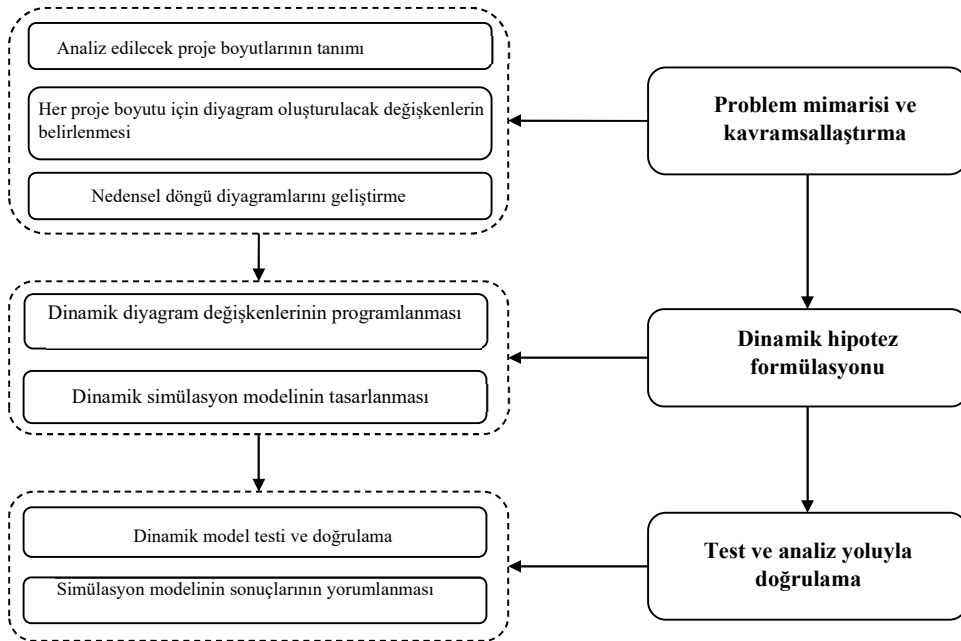 Analiz edilecek proje boyutlarının tanımı
Her proje boyutu için diyagram oluşturulacak değişkenlerin
belirlenmesi
Nedensel döngü diyagramlarını geliştirme
Problem mimarisi ve
kavramsallaştırma
Dinamik diyagram değişkenlerinin programlanması
Dinamik simülasyon modelinin tasarlanması
Dinamik hipotez
formülasyonu
Dinamik model testi ve doğrulama
Simülasyon modelinin sonuçlarının yorumlanması
Test ve analiz yoluyla
doğrulama